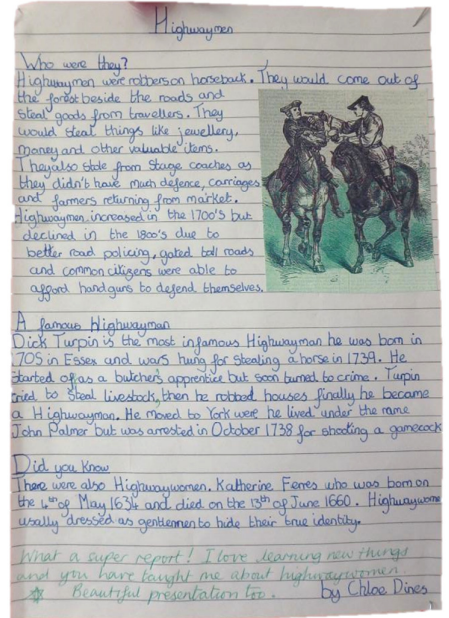 Highwaymen
Who were they?
Highwaymen were robbers on horseback. They would come out of
the forest beside the roads and
steal goods from travellers. They
would steal things like jewellery,
money and other valuable items.
They also stole from stage coaches as
they didn't have much defence, carriages
and farmers returning from market.
Highwaymen, increased in the 1700's but
declined in the 1800's due to
better road policing, gated toll roads
and common citizens were able to
afford handguns to defend themselves.
A famous Highwayman
Dick Turpin is the most infamous Highwayman he was born in
1705 in Essex and was hung for stealing a horse in 1739. He
started off as a butchers apprentice but soon turned to crime. Turpin
tried to steal livestock, then he robbed houses finally he became
a Highwayman. He moved to York were he lived under the name
John Palmer but was arrested in October 1738 for shooting a gamecock
Did you know
There were also Highwaywomen. Katherine Ferres who was born on
the 4th of May 1634 and died on the 13th of June 1660. Highwaywome
usally dressed as gentlemen to hide their true identity.
What a super report! I love learning new things
and you have taught me about highwaywomen.
Beautiful presentation too.
by Chloe Dines